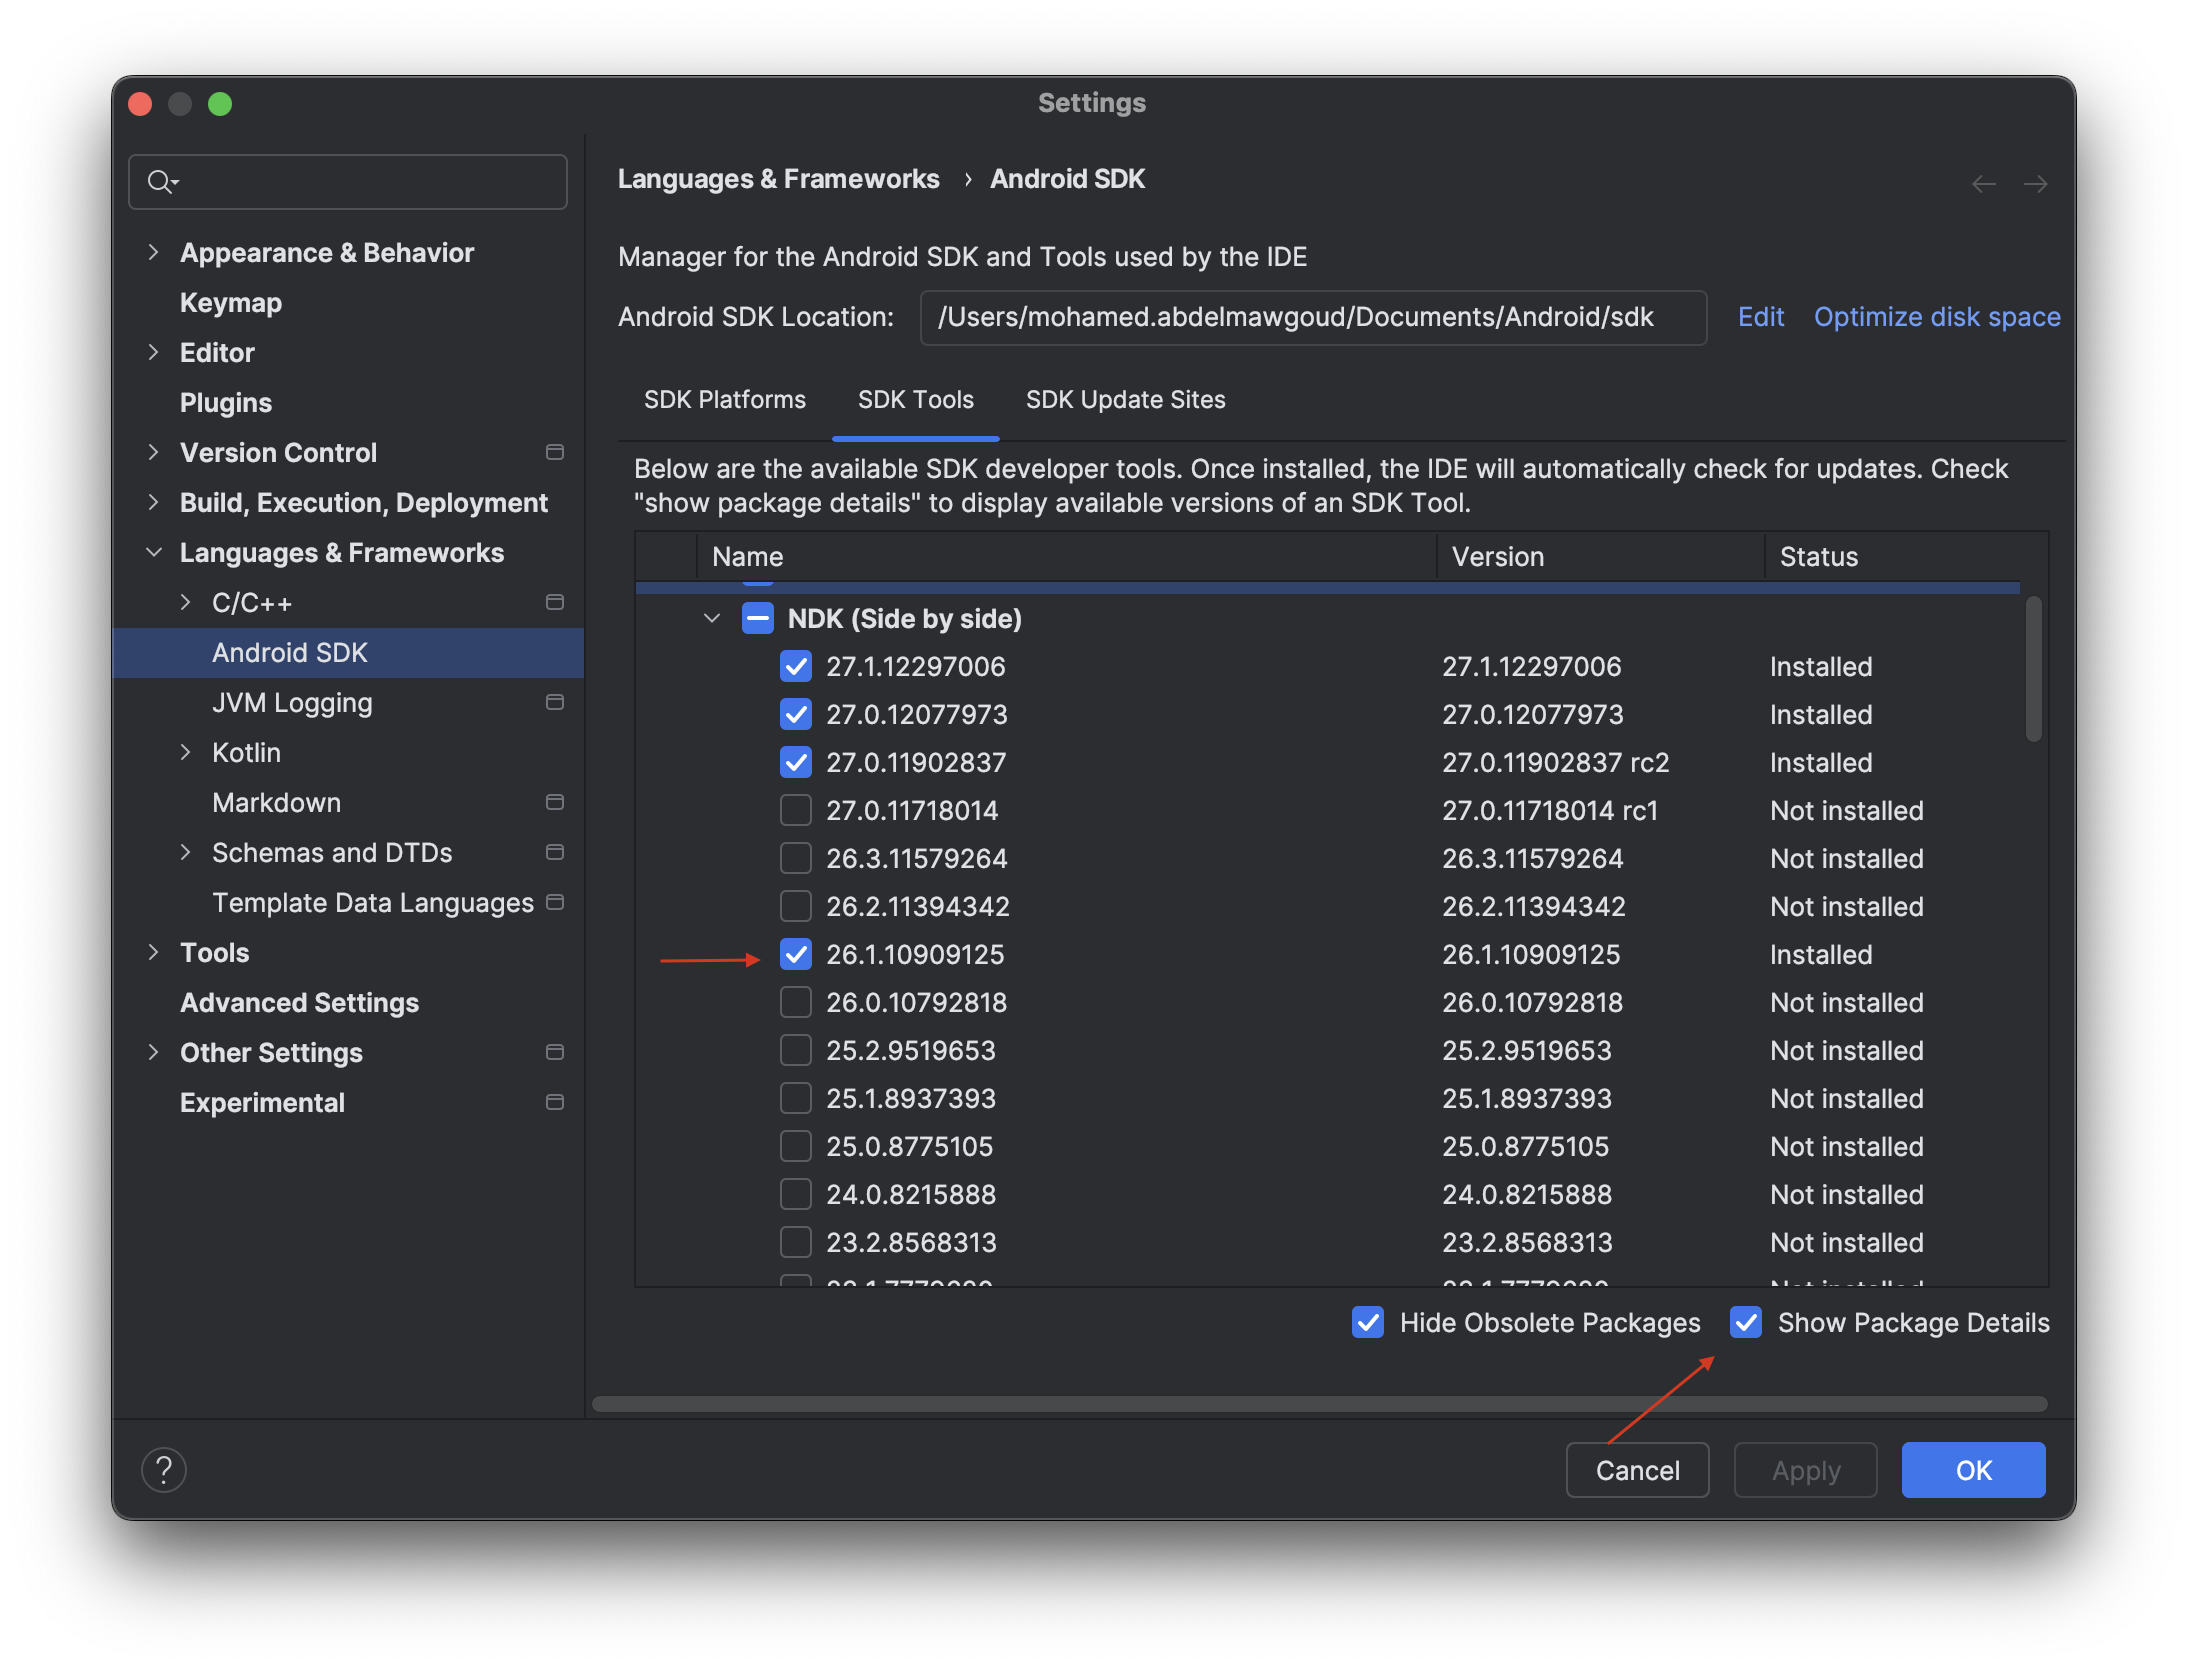 Settings
Appearance & Behavior
Keymap
Editor
Plugins
Version Control
Build, Execution, Deployment
Languages & Frameworks
C/C++
Android SDK
JVM Logging
Kotlin
Markdown
Schemas and DTDs
Template Data Languages
Tools
Advanced Settings
Other Settings
Experimental
Languages & Frameworks › Android SDK
Manager for the Android SDK and Tools used by the IDE
Android SDK Location: /Users/mohamed.abdelmawgoud/Documents/Android/sdk Edit Optimize disk space
SDK Platforms SDK Tools SDK Update Sites
Below are the available SDK developer tools. Once installed, the IDE will automatically check for updates. Check
"show package details" to display available versions of an SDK Tool.
Name Version Status
NDK (Side by side)
27.1.12297006 27.1.12297006 Installed
27.0.12077973 27.0.12077973 Installed
27.0.11902837 27.0.11902837 rc2 Installed
27.0.11718014 27.0.11718014 rc1 Not installed
26.3.11579264 26.3.11579264 Not installed
26.2.11394342 26.2.11394342 Not installed
26.1.10909125 26.1.10909125 Installed
26.0.10792818 26.0.10792818 Not installed
25.2.9519653 25.2.9519653 Not installed
25.1.8937393 25.1.8937393 Not installed
25.0.8775105 25.0.8775105 Not installed
24.0.8215888 24.0.8215888 Not installed
23.2.8568313 23.2.8568313 Not installed
Not installed
Hide Obsolete Packages Show Package Details
? Cancel Apply OK